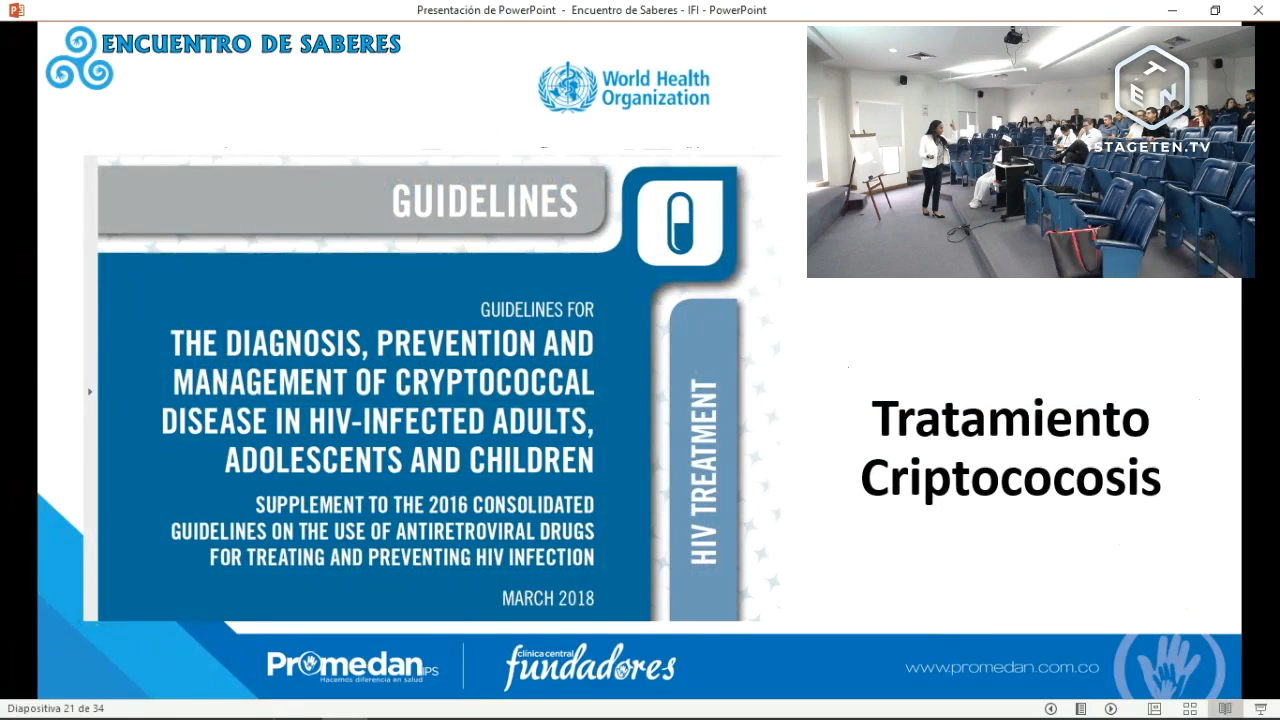 Presentación de PowerPoint - Encuentro de Saberes - IFI - PowerPoint
ENCUENTRO DE SABERES
World Health
Organization
TEN
STAGETEN.TV
GUIDELINES
GUIDELINES FOR
THE DIAGNOSIS, PREVENTION AND
MANAGEMENT OF CRYPTOCOCCAL
DISEASE IN HIV-INFECTED ADULTS,
ADOLESCENTS AND CHILDREN
SUPPLEMENT TO THE 2016 CONSOLIDATED
GUIDELINES ON THE USE OF ANTIRETROVIRAL DRUGS
FOR TREATING AND PREVENTING HIV INFECTION
MARCH 2018
HIV TREATMENT
Tratamiento
Criptococosis
Promedan IPS
Hacemos diferencia en salud
clínica central
fundadores
www.promedan.com.co
Diapositiva 21 de 34